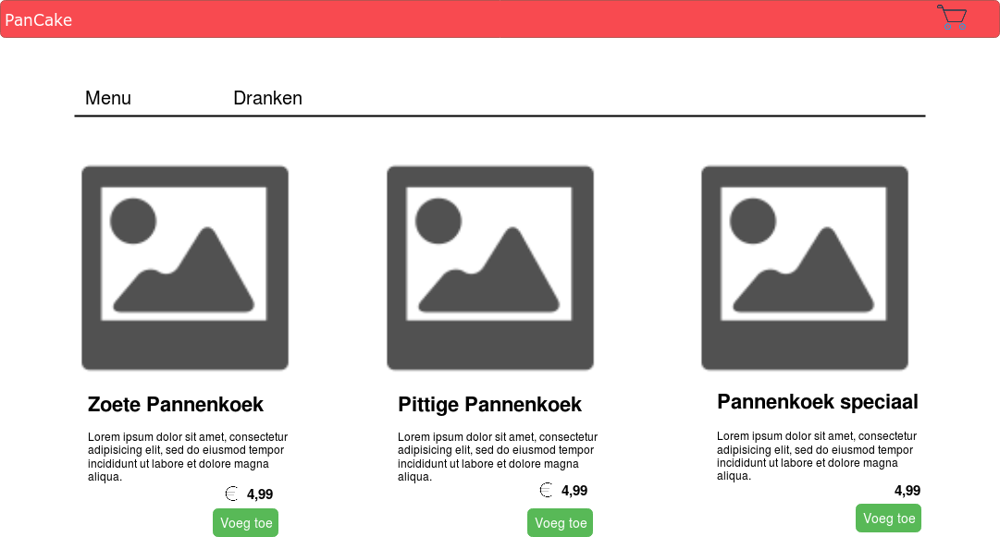 PanCake
Menu Dranken
Zoete Pannenkoek
Lorem ipsum dolor sit amet, consectetur
adipisicing elit, sed do eiusmod tempor
incididunt ut labore et dolore magna
aliqua.
€ 4,99
Voeg toe
Pittige Pannenkoek
Lorem ipsum dolor sit amet, consectetur
adipisicing elit, sed do eiusmod tempor
incididunt ut labore et dolore magna
aliqua.
€ 4,99
Voeg toe
Pannenkoek speciaal
Lorem ipsum dolor sit amet, consectetur
adipisicing elit, sed do eiusmod tempor
incididunt ut labore et dolore magna
aliqua.
4,99
Voeg toe